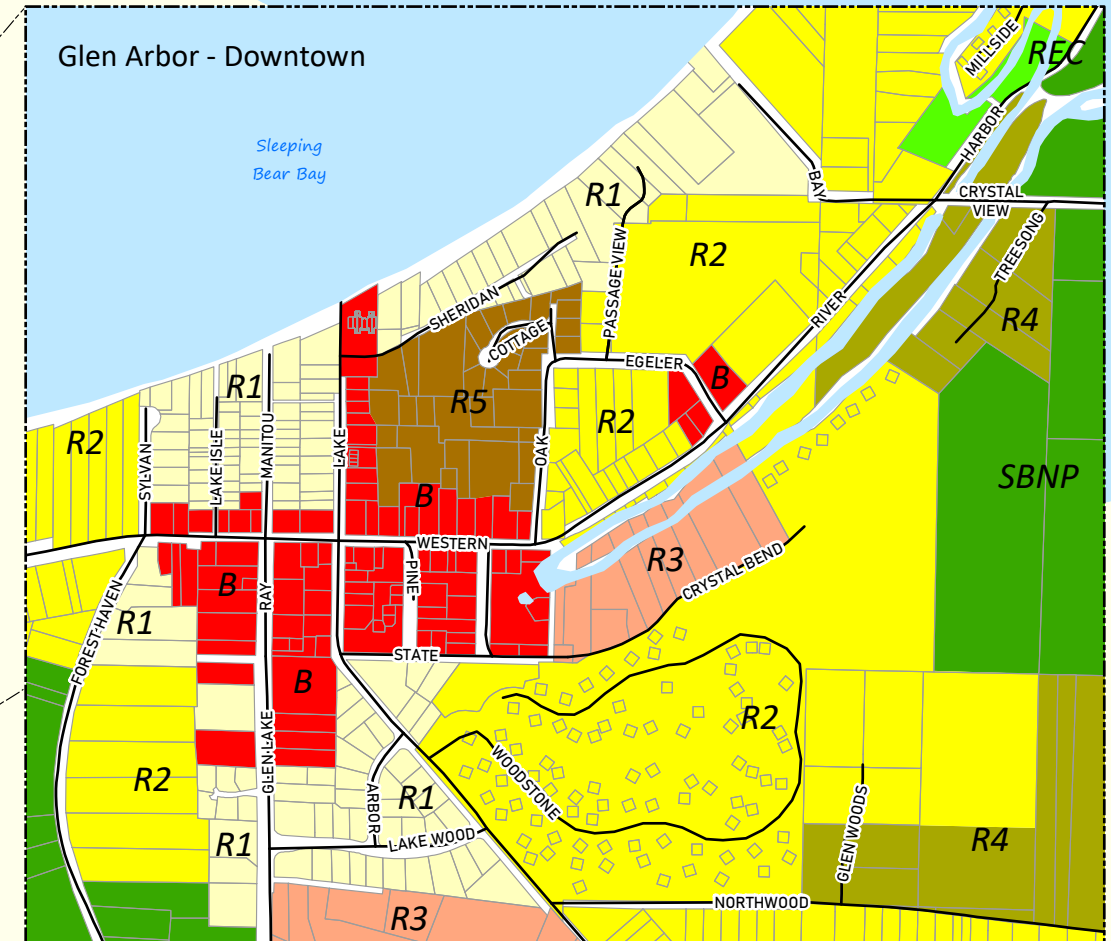 Glen Arbor - Downtown
MILLSIDE
REC
Sleeping
Bear Bay
HARBOR
BAY
R1
CRYSTAL
VIEW
PASSAGE VIEW
R2
TREESONG
SHERIDAN
RIVER
R4
COTTAGE
EGELER
B
R1
R5
R2
R2
MANITOU
LAKE
OAK
SYLVAN
LAKE ISLE
SBNP
B
WESTERN
R3
CRYSTAL BEND
B
PINE
RAY
FOREST HAVEN
R1
STATE
B
R2
GLEN LAKE
WOODSTONE
R2
ARBOR
R1
GLEN WOODS
R1
LAKE WOOD
R4
NORTHWOOD
R3